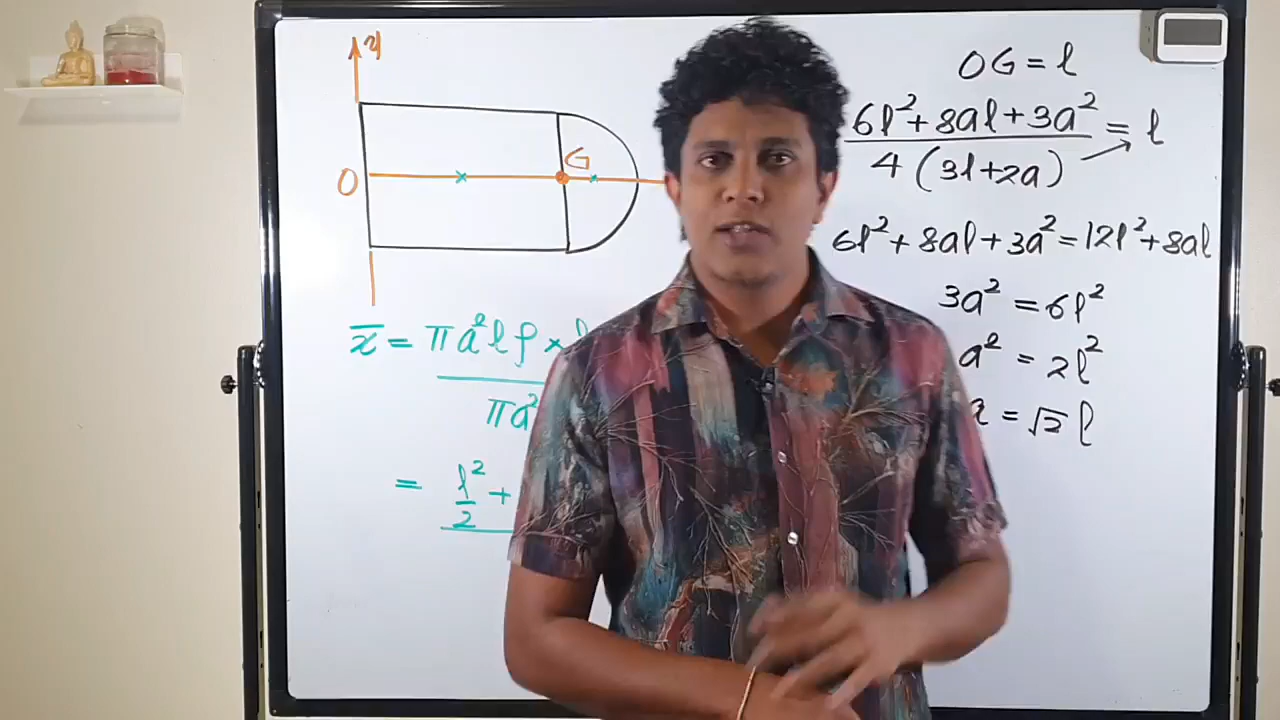 y
O
G
x̄ = πa²lρ ×
πa²
= l²/2 +
OG = l
(6l² + 8al + 3a²) / 4(3l + 2a) = l
6l² + 8al + 3a² = 12l² + 8al
3a² = 6l²
a² = 2l²
a = √2 l